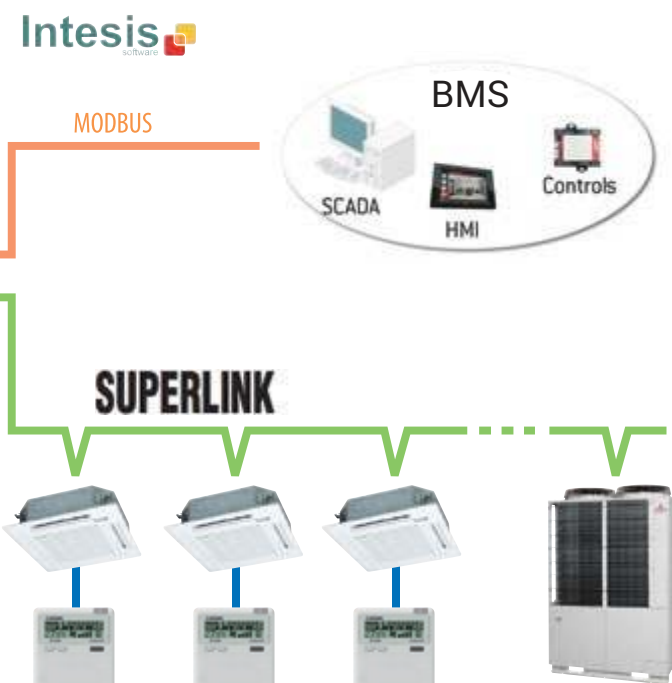 Intesis
software
BMS
MODBUS
SCADA
HMI
Controls
SUPERLINK